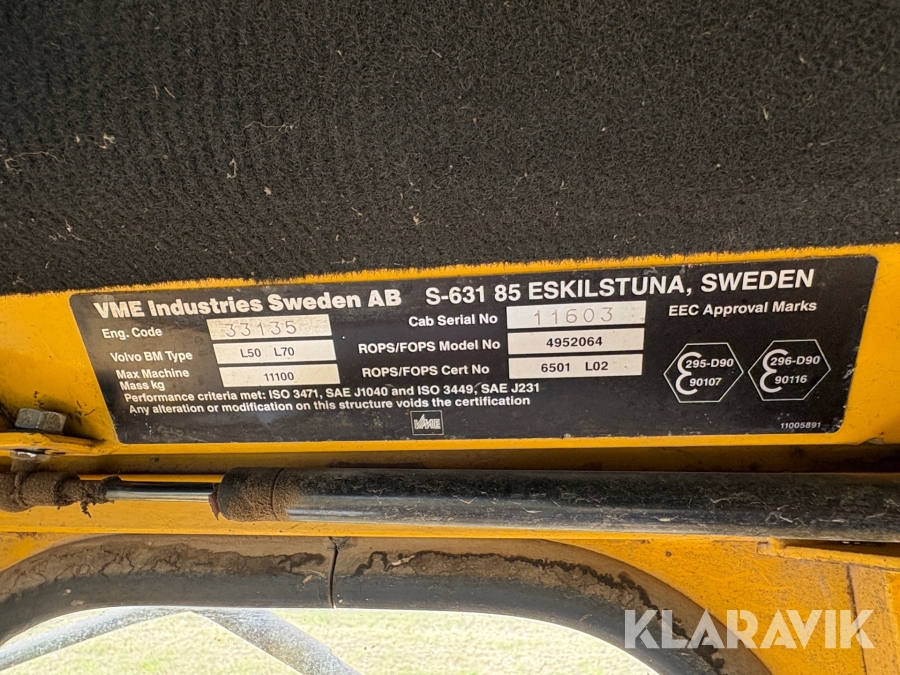 VME Industries Sweden AB S-631 85 ESKILSTUNA, SWEDEN
Eng. Code 33135 Cab Serial No 11603 EEC Approval Marks
Volvo BM Type L50 L70 ROPS/FOPS Model No 4952064
Max Machine Mass kg 11100 ROPS/FOPS Cert No 6501 L02
Ɛ295-D90
90107
Ɛ296-D90
90116
Performance criteria met: ISO 3471, SAE J1040 and ISO 3449, SAE J231
Any alteration or modification on this structure voids the certification
VME
11005891
KLARAVIK